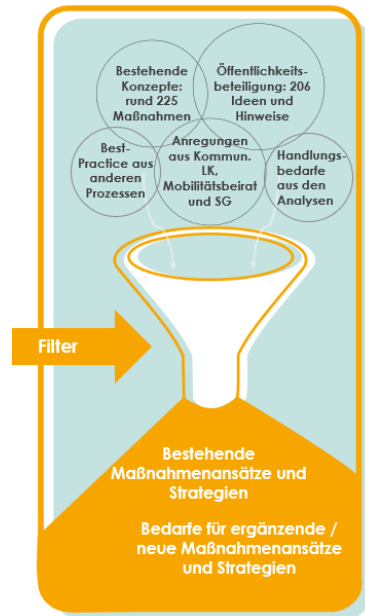 Bestehende
Konzepte:
rund 225
Maßnahmen
Öffentlichkeits-
beteiligung: 206
Ideen und
Hinweise
Best-
Practice aus
anderen
Prozessen
Anregungen
aus Kommun.
LK,
Mobilitätsbeirat
und SG
Handlungs-
bedarfe
aus den
Analysen
Filter
Bestehende
Maßnahmenansätze und
Strategien
Bedarfe für ergänzende /
neue Maßnahmenansätze
und Strategien